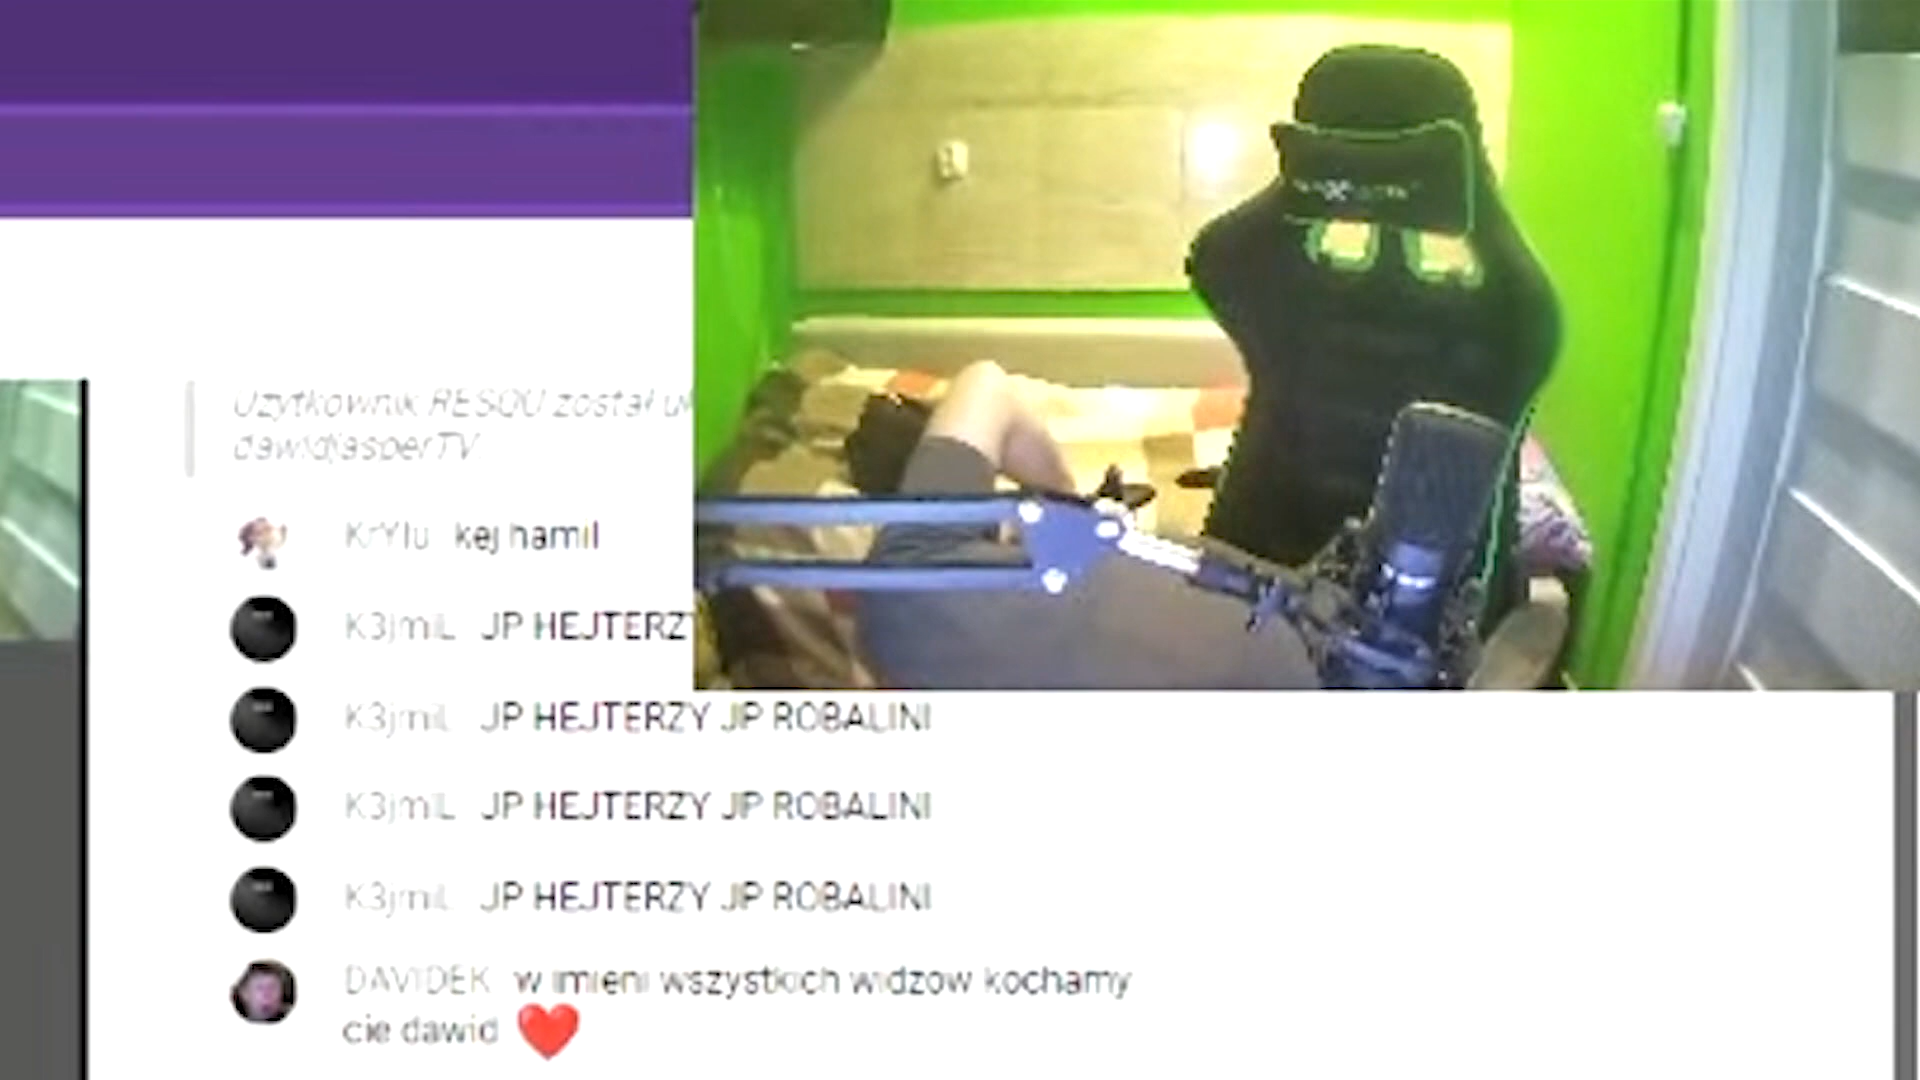 Użytkownik RESQU został
dawidjasperTV
KrYlu kej hamil
K3jmiL JP HEJTERZY
K3jmiL JP HEJTERZY JP ROBALINI
K3jmiL JP HEJTERZY JP ROBALINI
K3jmiL JP HEJTERZY JP ROBALINI
DAVIDEK w imieni wszystkich widzow kochamy
cie dawid